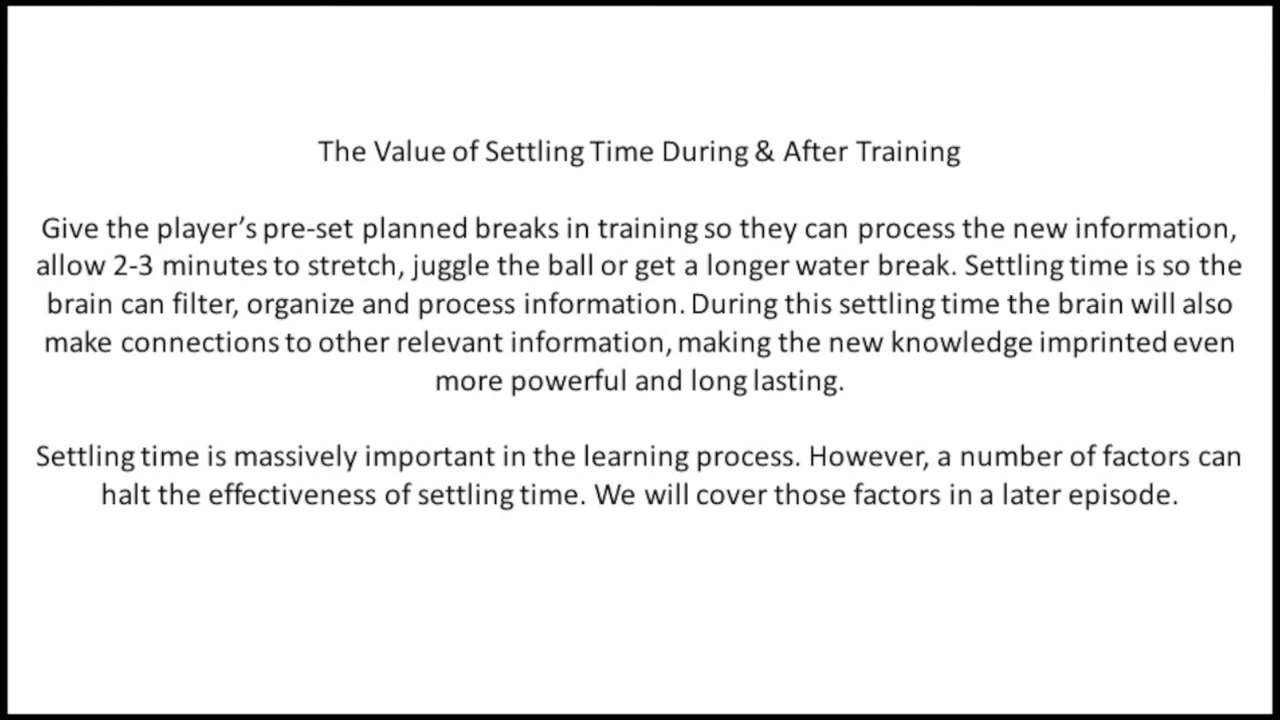 The Value of Settling Time During & After Training
Give the player’s pre-set planned breaks in training so they can process the new information,
allow 2-3 minutes to stretch, juggle the ball or get a longer water break. Settling time is so the
brain can filter, organize and process information. During this settling time the brain will also
make connections to other relevant information, making the new knowledge imprinted even
more powerful and long lasting.
Settling time is massively important in the learning process. However, a number of factors can
halt the effectiveness of settling time. We will cover those factors in a later episode.